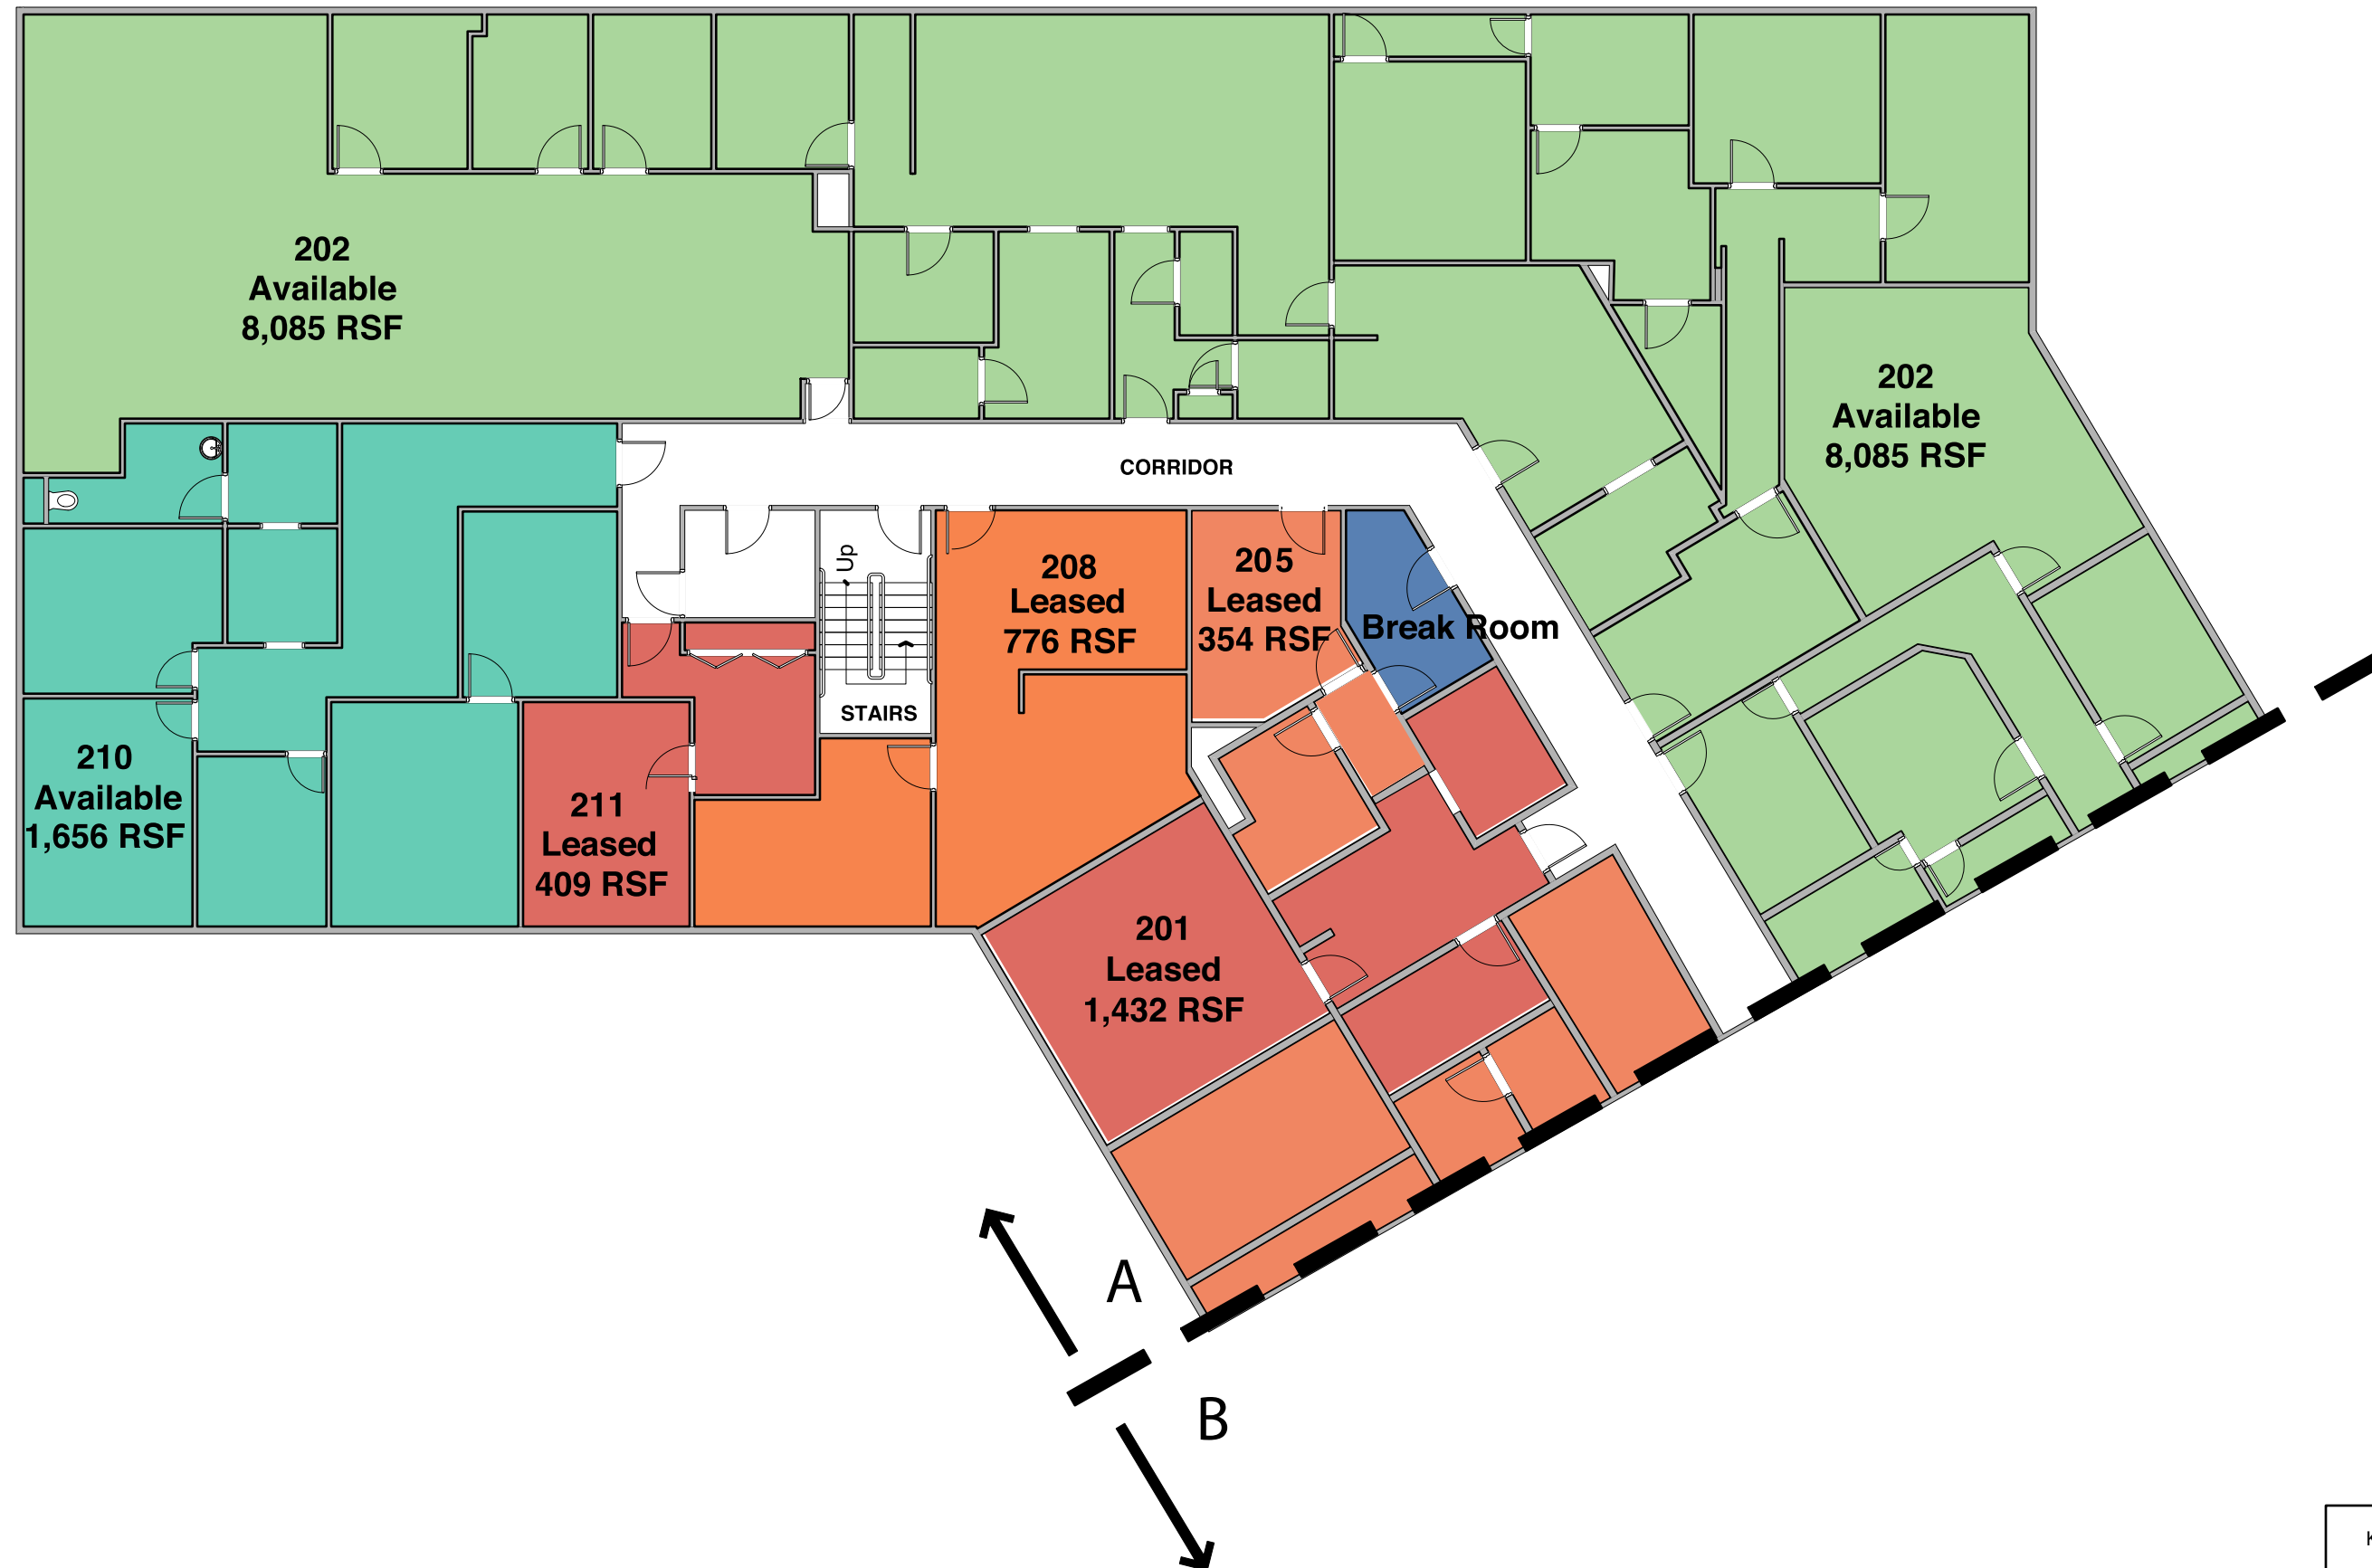 202
Available
8,085 RSF
202
Available
8,085 RSF
CORRIDOR
Up
STAIRS
208
Leased
776 RSF
205
Leased
354 RSF
Break Room
210
Available
1,656 RSF
211
Leased
409 RSF
201
Leased
1,432 RSF
A
B